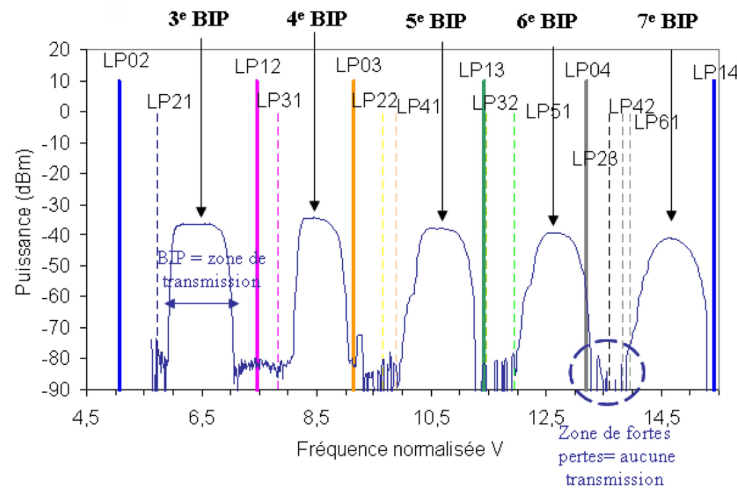 3e BIP 4e BIP 5e BIP 6e BIP 7e BIP
20
10
0
-10
-20
-30
-40
-50
-60
-70
-80
-90
Puissance (dBm)
LP02
LP21
LP12
LP31
LP03
LP22
LP41
LP13
LP32
LP51
LP04
LP23
LP42
LP61
LP14
BIP = zone de
transmission
4,5 6,5 8,5 10,5 12,5 14,5
Fréquence normalisée V
Zone de fortes
pertes= aucune
transmission